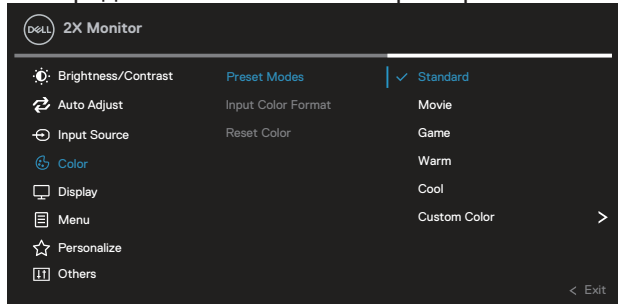 DELL 2X Monitor
Brightness/Contrast
Auto Adjust
Input Source
Color
Display
Menu
Personalize
Others
Preset Modes
Input Color Format
Reset Color
Standard
Movie
Game
Warm
Cool
Custom Color >
< Exit